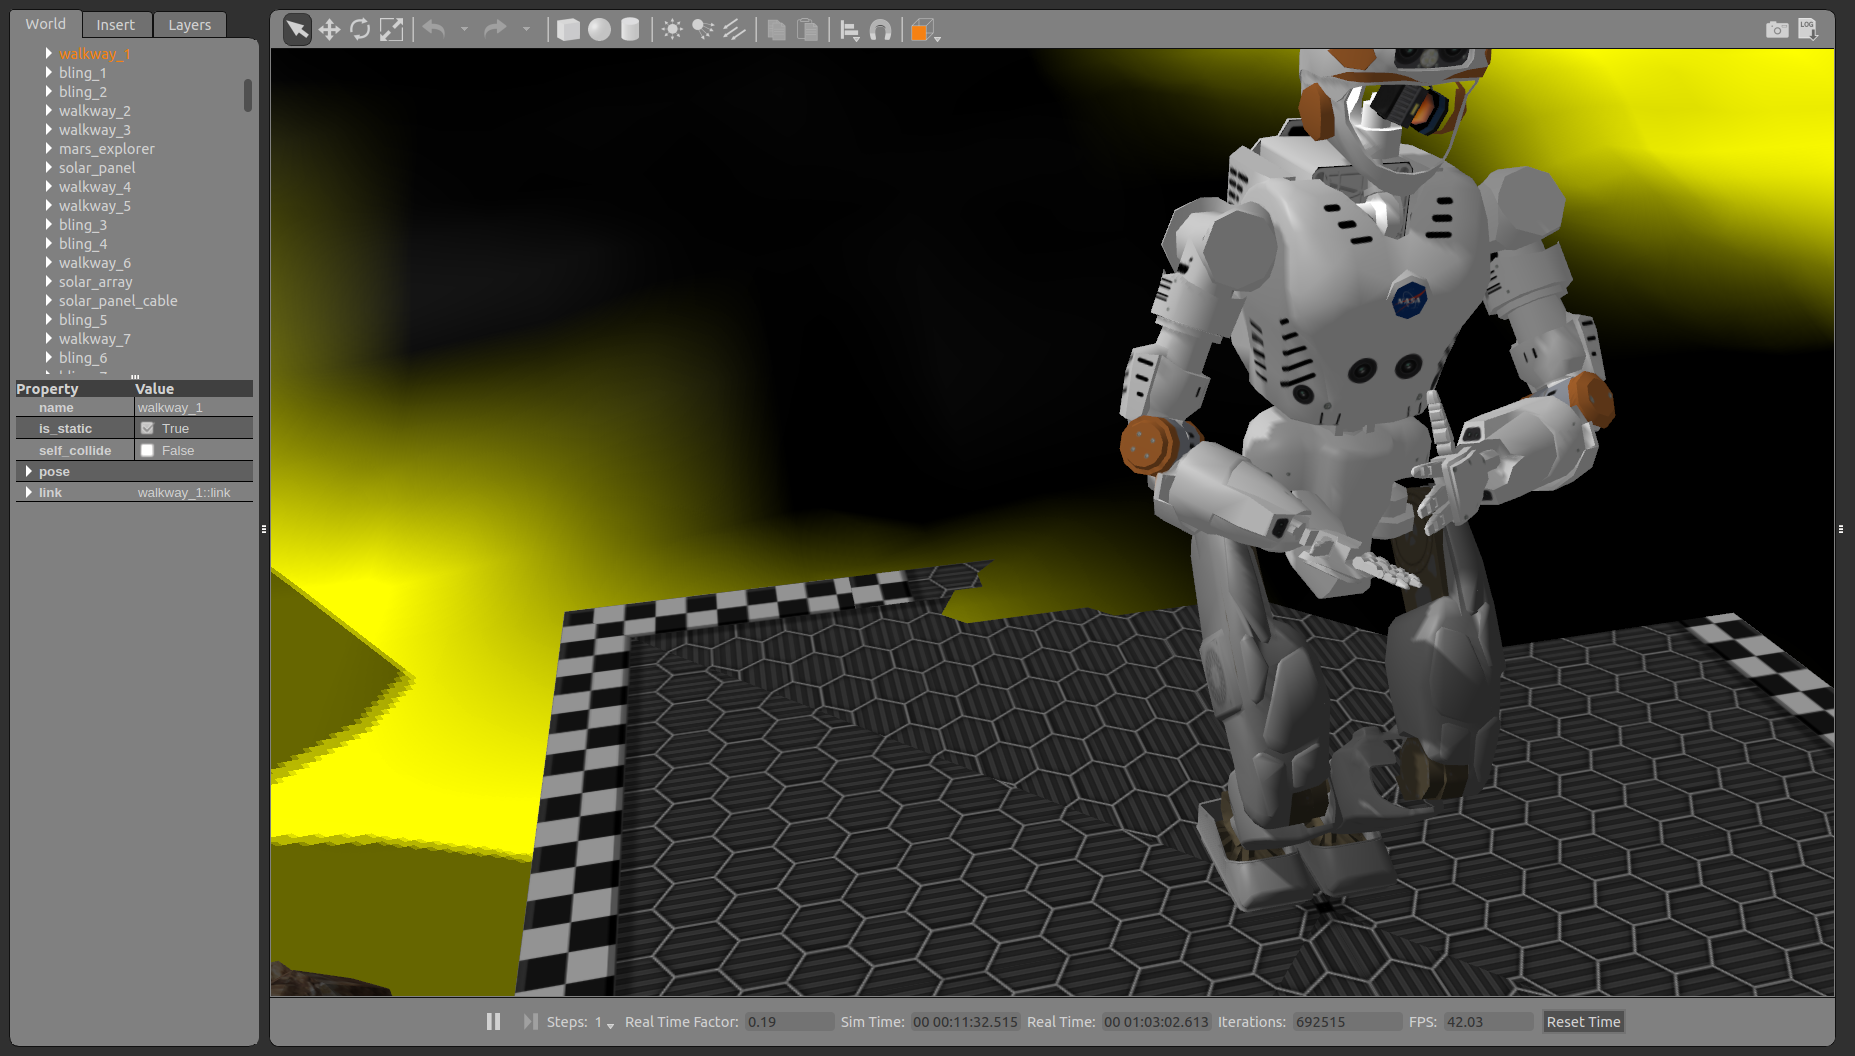 World Insert Layers
walkway_1
bling_1
bling_2
walkway_2
walkway_3
mars_explorer
solar_panel
walkway_4
walkway_5
bling_3
bling_4
walkway_6
solar_array
solar_panel_cable
bling_5
walkway_7
bling_6
Property Value
name walkway_1
is_static True
self_collide False
pose
link walkway_1::link
LOG
NASA
Steps: 1 Real Time Factor: 0.19 Sim Time: 00 00:11:32.515 Real Time: 00 01:03:02.613 Iterations: 692515 FPS: 42.03 Reset Time